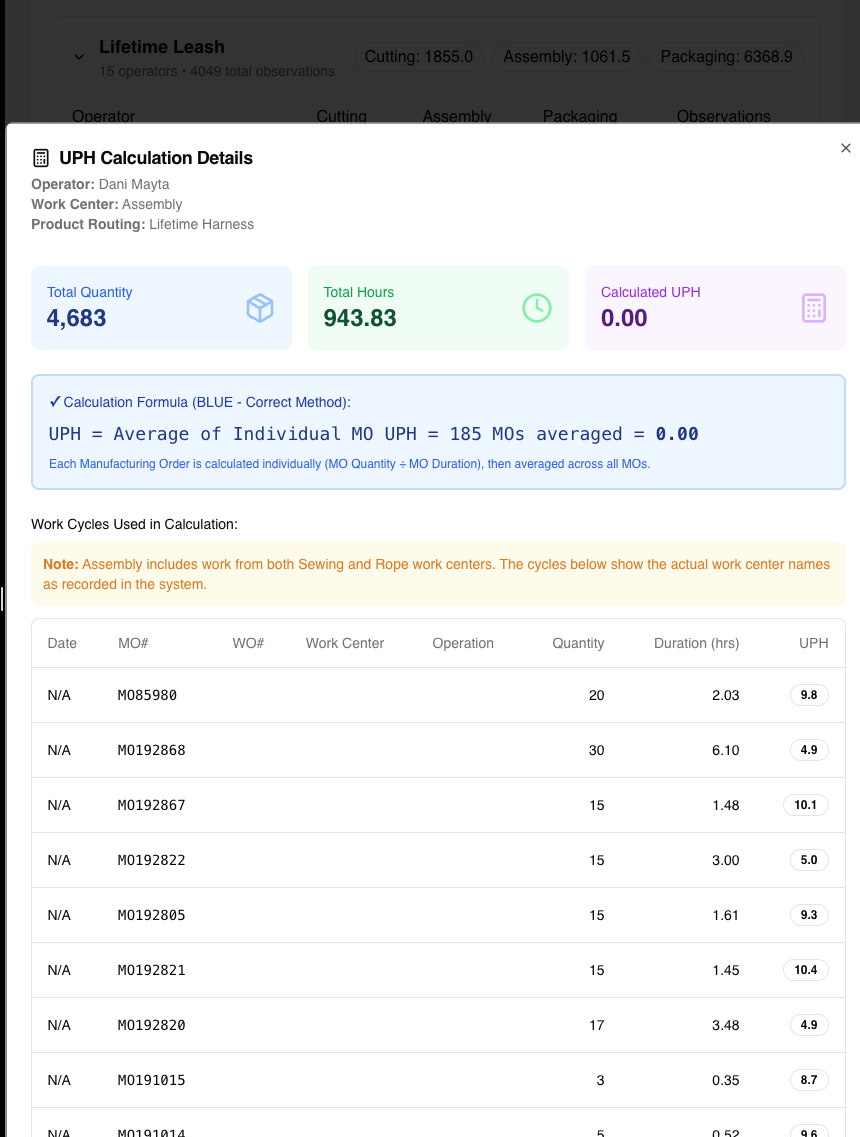 Lifetime Leash
Cutting: 1855.0 Assembly: 1061.5 Packaging: 6368.9
15 operators • 4049 total observations
Operator Cutting Assembly Packaging Observations
UPH Calculation Details
Operator: Dani Mayta
Work Center: Assembly
Product Routing: Lifetime Harness
Total Quantity
4,683
Total Hours
943.83
Calculated UPH
0.00
✓Calculation Formula (BLUE - Correct Method):
UPH = Average of Individual MO UPH = 185 MOs averaged = 0.00
Each Manufacturing Order is calculated individually (MO Quantity ÷ MO Duration), then averaged across all MOs.
Work Cycles Used in Calculation:
Note: Assembly includes work from both Sewing and Rope work centers. The cycles below show the actual work center names
as recorded in the system.
Date MO# WO# Work Center Operation Quantity Duration (hrs) UPH
N/A MO85980 20 2.03 9.8
N/A MO192868 30 6.10 4.9
N/A MO192867 15 1.48 10.1
N/A MO192822 15 3.00 5.0
N/A MO192805 15 1.61 9.3
N/A MO192821 15 1.45 10.4
N/A MO192820 17 3.48 4.9
N/A MO191015 3 0.35 8.7
N/A MO191014 5 0.52 9.6